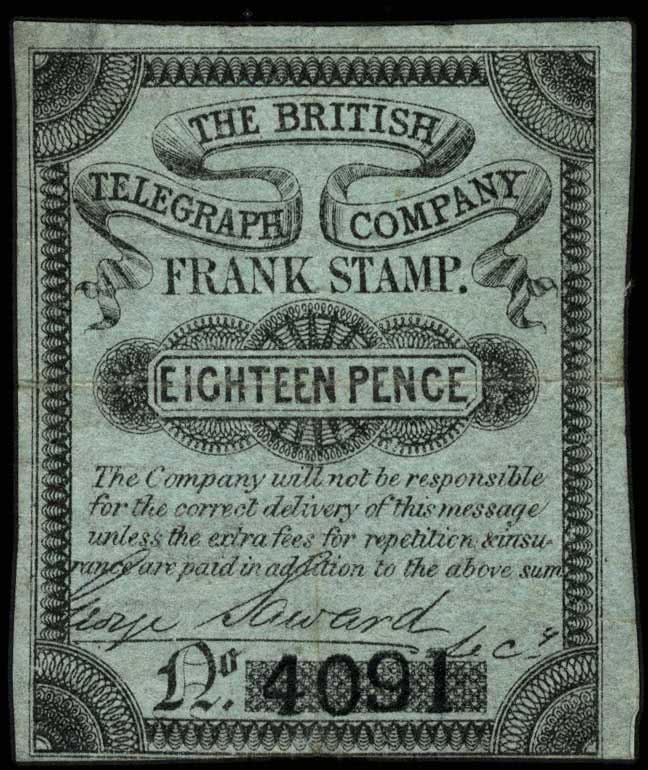 THE BRITISH
TELEGRAPH COMPANY
FRANK STAMP.
EIGHTEEN PENCE
The Company will not be responsible
for the correct delivery of this message
unless the extra fees for repetition & insu-
rance are paid in addition to the above sum.
George Saward
Secy
No. 4091